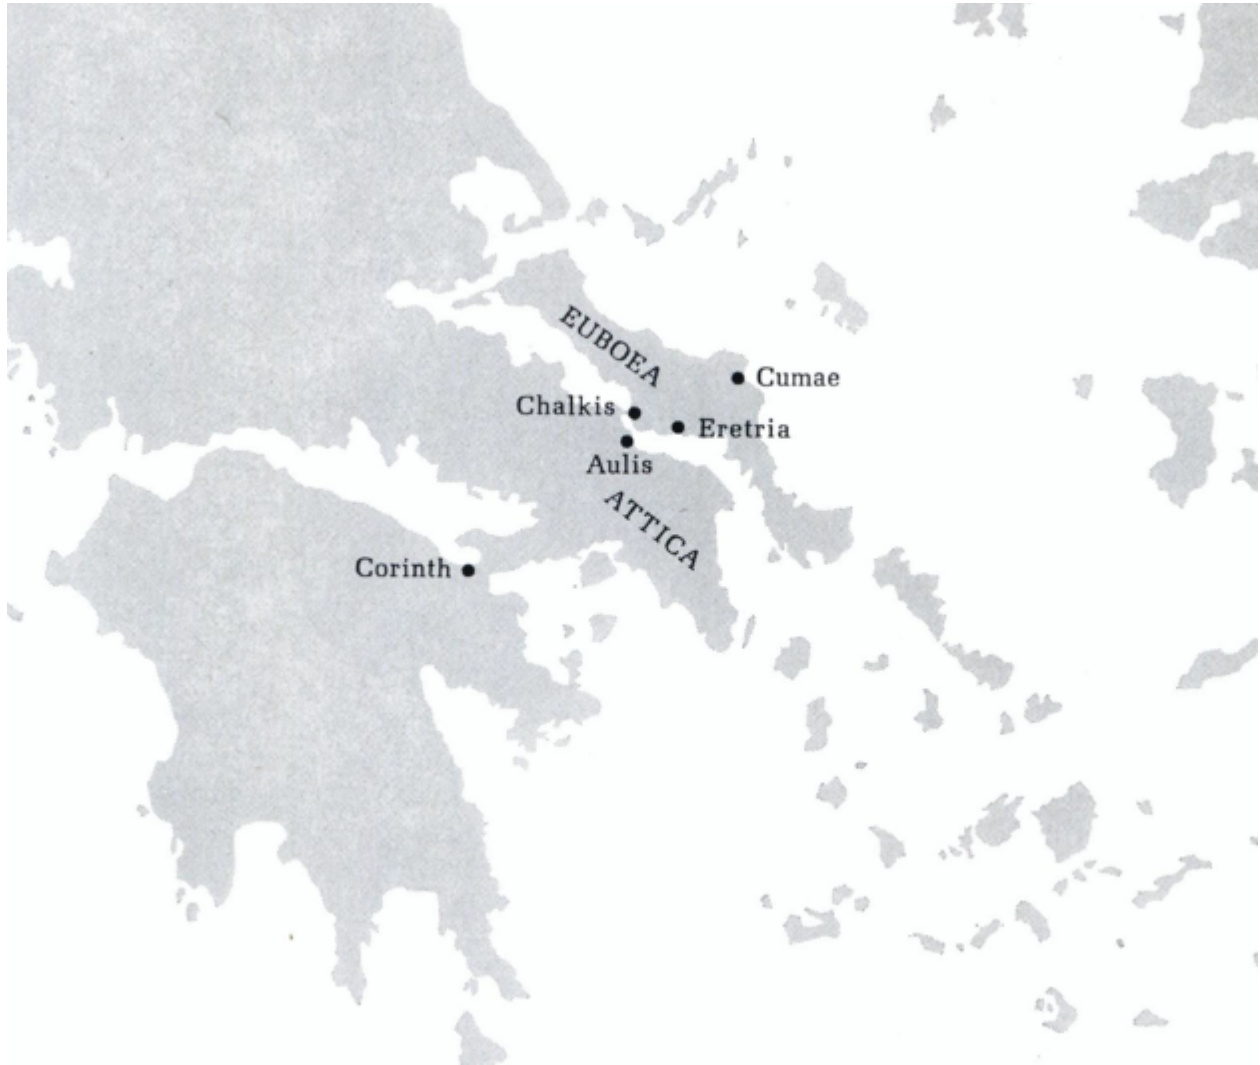 EUBOEA
Cumae
Chalkis
Eretria
Aulis
ATTICA
Corinth